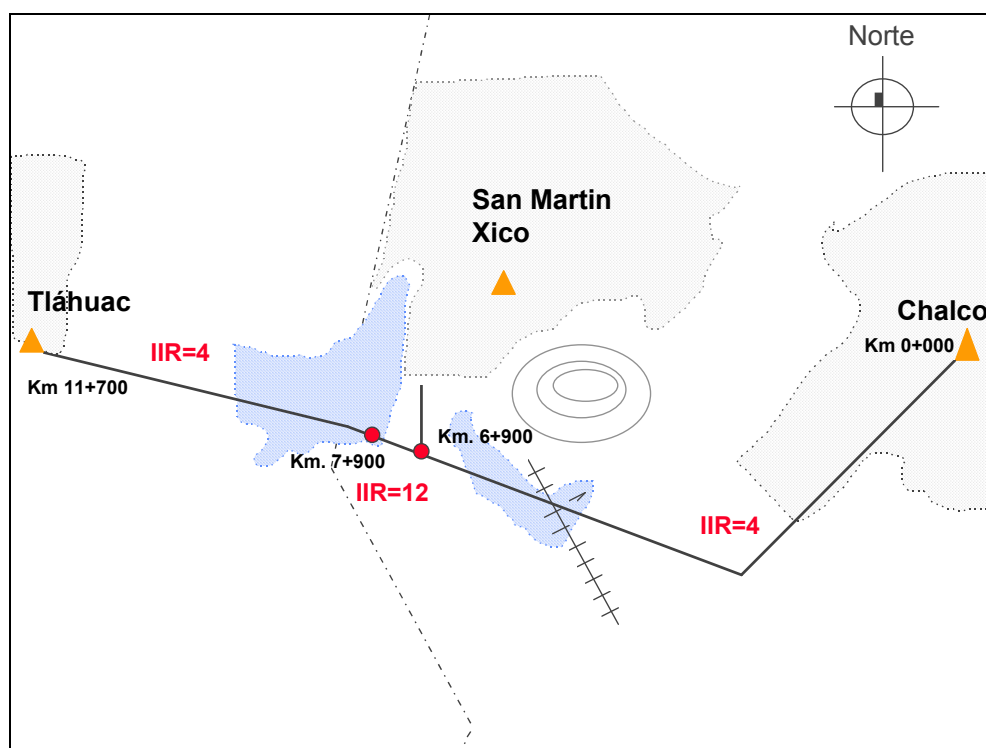 Norte
San Martin
Xico
Tláhuac
Chalco
IIR=4
Km 0+000
Km 11+700
Km. 6+900
Km. 7+900
IIR=12
IIR=4